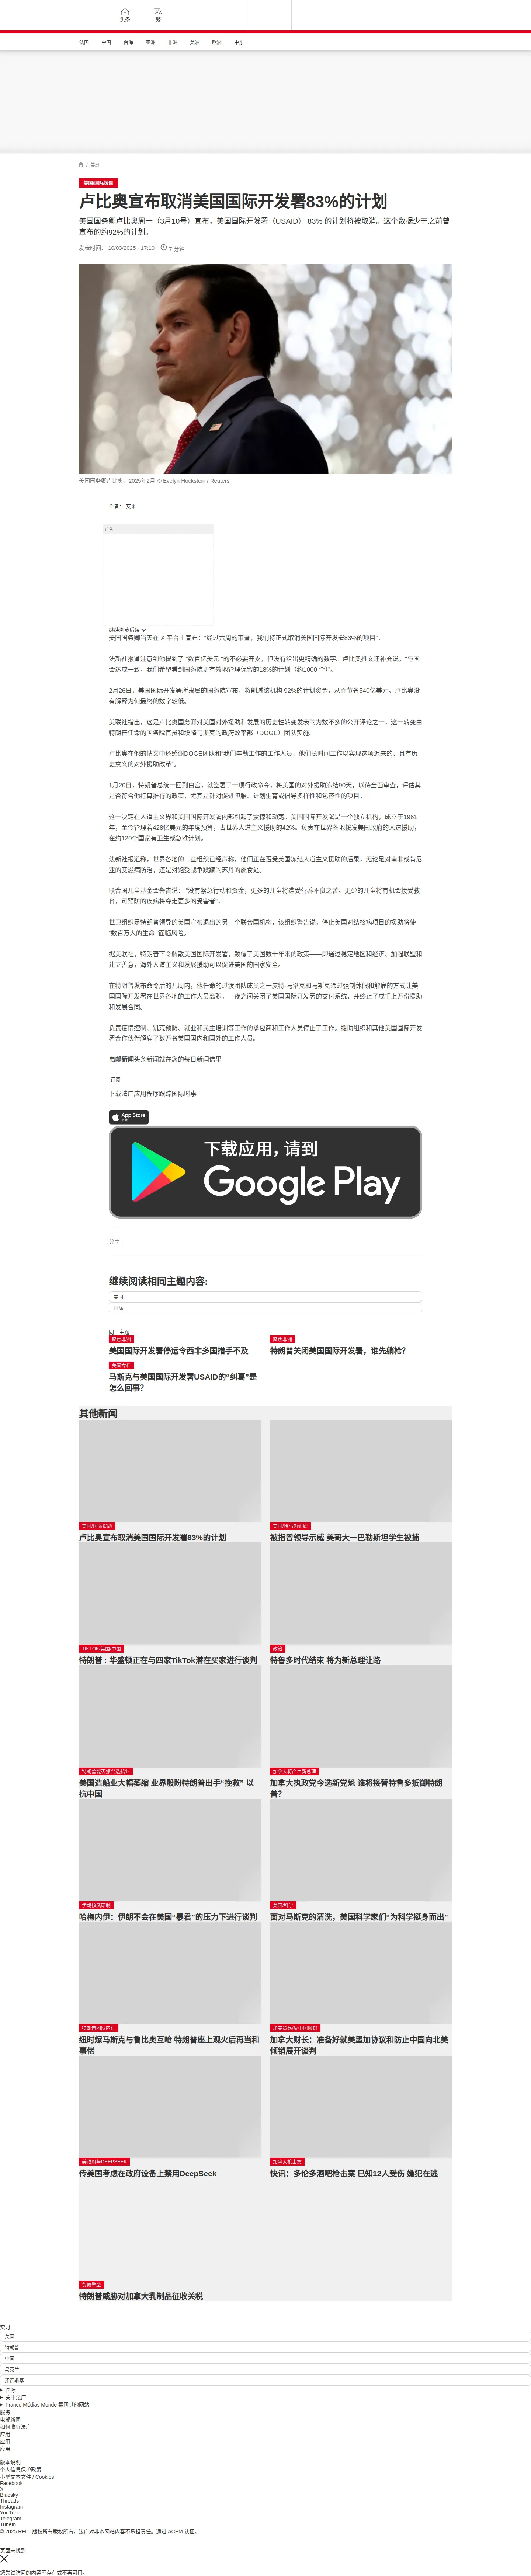 头条
繁
法国
中国
台海
亚洲
非洲
美洲
欧洲
中东
/ 美洲
美国/国际援助
卢比奥宣布取消美国国际开发署83%的计划
美国国务卿卢比奥周一（3月10号）宣布，美国国际开发署（USAID） 83% 的计划将被取消。这个数据少于之前曾宣布的约92%的计划。
发表时间： 10/03/2025 - 17:10
7 分钟
美国国务卿卢比奥，2025年2月 © Evelyn Hockstein / Reuters
作者： 艾米
广告
继续浏览后续
美国国务卿当天在 X 平台上宣布：“经过六周的审查，我们将正式取消美国国际开发署83%的项目”。
法新社报道注意到他提到了 “数百亿美元 ”的不必要开支，但没有给出更精确的数字。卢比奥推文还补充说，“与国会达成一致，我们希望看到国务院更有效地管理保留的18%的计划（约1000 个）”。
2月26日，美国国际开发署所隶属的国务院宣布，将削减该机构 92%的计划资金，从而节省540亿美元。卢比奥没有解释为何最终的数字较低。
美联社指出，这是卢比奥国务卿对美国对外援助和发展的历史性转变发表的为数不多的公开评论之一，这一转变由特朗普任命的国务院官员和埃隆马斯克的政府效率部（DOGE）团队实施。
卢比奥在他的帖文中还感谢DOGE团队和“我们辛勤工作的工作人员，他们长时间工作以实现这项迟来的、具有历史意义的对外援助改革”。
1月20日，特朗普总统一回到白宫，就签署了一项行政命令，将美国的对外援助冻结90天，以待全面审查，评估其是否符合他打算推行的政策，尤其是针对促进堕胎、计划生育或倡导多样性和包容性的项目。
这一决定在人道主义界和美国国际开发署内部引起了震惊和动荡。美国国际开发署是一个独立机构，成立于1961 年，至今管理着428亿美元的年度预算，占世界人道主义援助的42%。负责在世界各地拨发美国政府的人道援助，在约120个国家有卫生或急难计划。
法新社报道称，世界各地的一些组织已经声称，他们正在遭受美国冻结人道主义援助的后果，无论是对南非或肯尼亚的艾滋病防治，还是对饱受战争蹂躏的苏丹的施食处。
联合国儿童基金会警告说： “没有紧急行动和资金，更多的儿童将遭受营养不良之苦。更少的儿童将有机会接受教育，可预防的疾病将夺走更多的受害者”。
世卫组织是特朗普领导的美国宣布退出的另一个联合国机构，该组织警告说，停止美国对结核病项目的援助将使 “数百万人的生命 ”面临风险。
据美联社，特朗普下令解散美国国际开发署，颠覆了美国数十年来的政策——即通过稳定地区和经济、加强联盟和建立善意，海外人道主义和发展援助可以促进美国的国家安全。
在特朗普发布命令后的几周内，他任命的过渡团队成员之一皮特-马洛克和马斯克通过强制休假和解雇的方式让美国国际开发署在世界各地的工作人员离职，一夜之间关闭了美国国际开发署的支付系统，并终止了成千上万份援助和发展合同。
负责疫情控制、饥荒预防、就业和民主培训等工作的承包商和工作人员停止了工作。援助组织和其他美国国际开发署合作伙伴解雇了数万名美国国内和国外的工作人员。
电邮新闻头条新闻就在您的每日新闻信里
订阅
下载法广应用程序跟踪国际时事
App Store
下载应用，请到
Google Play
分享 :
继续阅读相同主题内容:
美国
国际
同一主题
聚焦非洲
美国国际开发署停运令西非多国措手不及
聚焦亚洲
特朗普关闭美国国际开发署，谁先躺枪？
美国专栏
马斯克与美国国际开发署USAID的“纠葛”是怎么回事？
其他新闻
美国/国际援助
卢比奥宣布取消美国国际开发署83%的计划
美国/哈马斯组织
被指曾领导示威 美哥大一巴勒斯坦学生被捕
TIKTOK/美国/中国
特朗普：华盛顿正在与四家TikTok潜在买家进行谈判
政治
特鲁多时代结束 将为新总理让路
特朗普能否振兴造船业
美国造船业大幅萎缩 业界殷盼特朗普出手“挽救” 以抗中国
加拿大将产生新总理
加拿大执政党今选新党魁 谁将接替特鲁多抵御特朗普？
伊朗核武研制
哈梅内伊：伊朗不会在美国“暴君”的压力下进行谈判
美国/科学
面对马斯克的清洗，美国科学家们“为科学挺身而出”
特朗普团队内讧
纽时爆马斯克与鲁比奥互呛 特朗普座上观火后再当和事佬
加美贸易/反中国倾销
加拿大财长：准备好就美墨加协议和防止中国向北美倾销展开谈判
美政府与DEEPSEEK
传美国考虑在政府设备上禁用DeepSeek
加拿大枪击案
快讯：多伦多酒吧枪击案 已知12人受伤 嫌犯在逃
贸易壁垒
特朗普威胁对加拿大乳制品征收关税
实时
美国
特朗普
中国
乌克兰
泽连斯基
国际
关于法广
France Médias Monde 集团其他网站
服务
电邮新闻
如何收听法广
应用
应用
应用
版本说明
个人信息保护政策
小型文本文件 / Cookies
Facebook
X
Bluesky
Threads
Instagram
YouTube
Telegram
TuneIn
© 2025 RFI – 版权所有版权所有。法广对非本网站内容不承担责任。通过 ACPM 认证。
页面未找到
您尝试访问的内容不存在或不再可用。